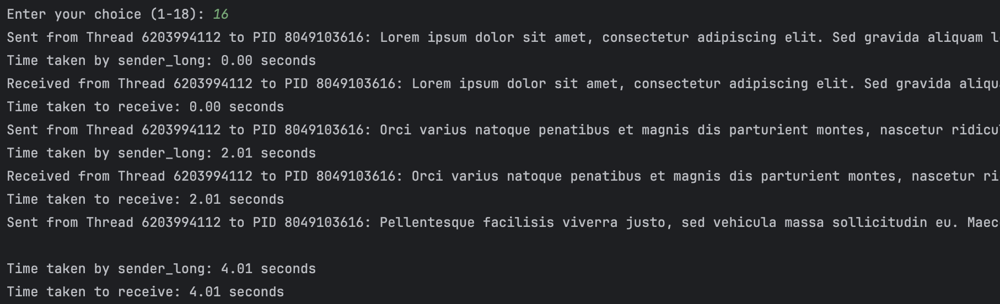 Enter your choice (1-18): 16
Sent from Thread 6203994112 to PID 8049103616: Lorem ipsum dolor sit amet, consectetur adipiscing elit. Sed gravida aliquam
Time taken by sender_long: 0.00 seconds
Received from Thread 6203994112 to PID 8049103616: Lorem ipsum dolor sit amet, consectetur adipiscing elit. Sed gravida
Time taken to receive: 0.00 seconds
Sent from Thread 6203994112 to PID 8049103616: Orci varius natoque penatibus et magnis dis parturient montes, nascetur
Time taken by sender_long: 2.01 seconds
Received from Thread 6203994112 to PID 8049103616: Orci varius natoque penatibus et magnis dis parturient montes, nascetur
Time taken to receive: 2.01 seconds
Sent from Thread 6203994112 to PID 8049103616: Pellentesque facilisis viverra justo, sed vehicula massa sollicitudin eu.
Time taken by sender_long: 4.01 seconds
Time taken to receive: 4.01 seconds